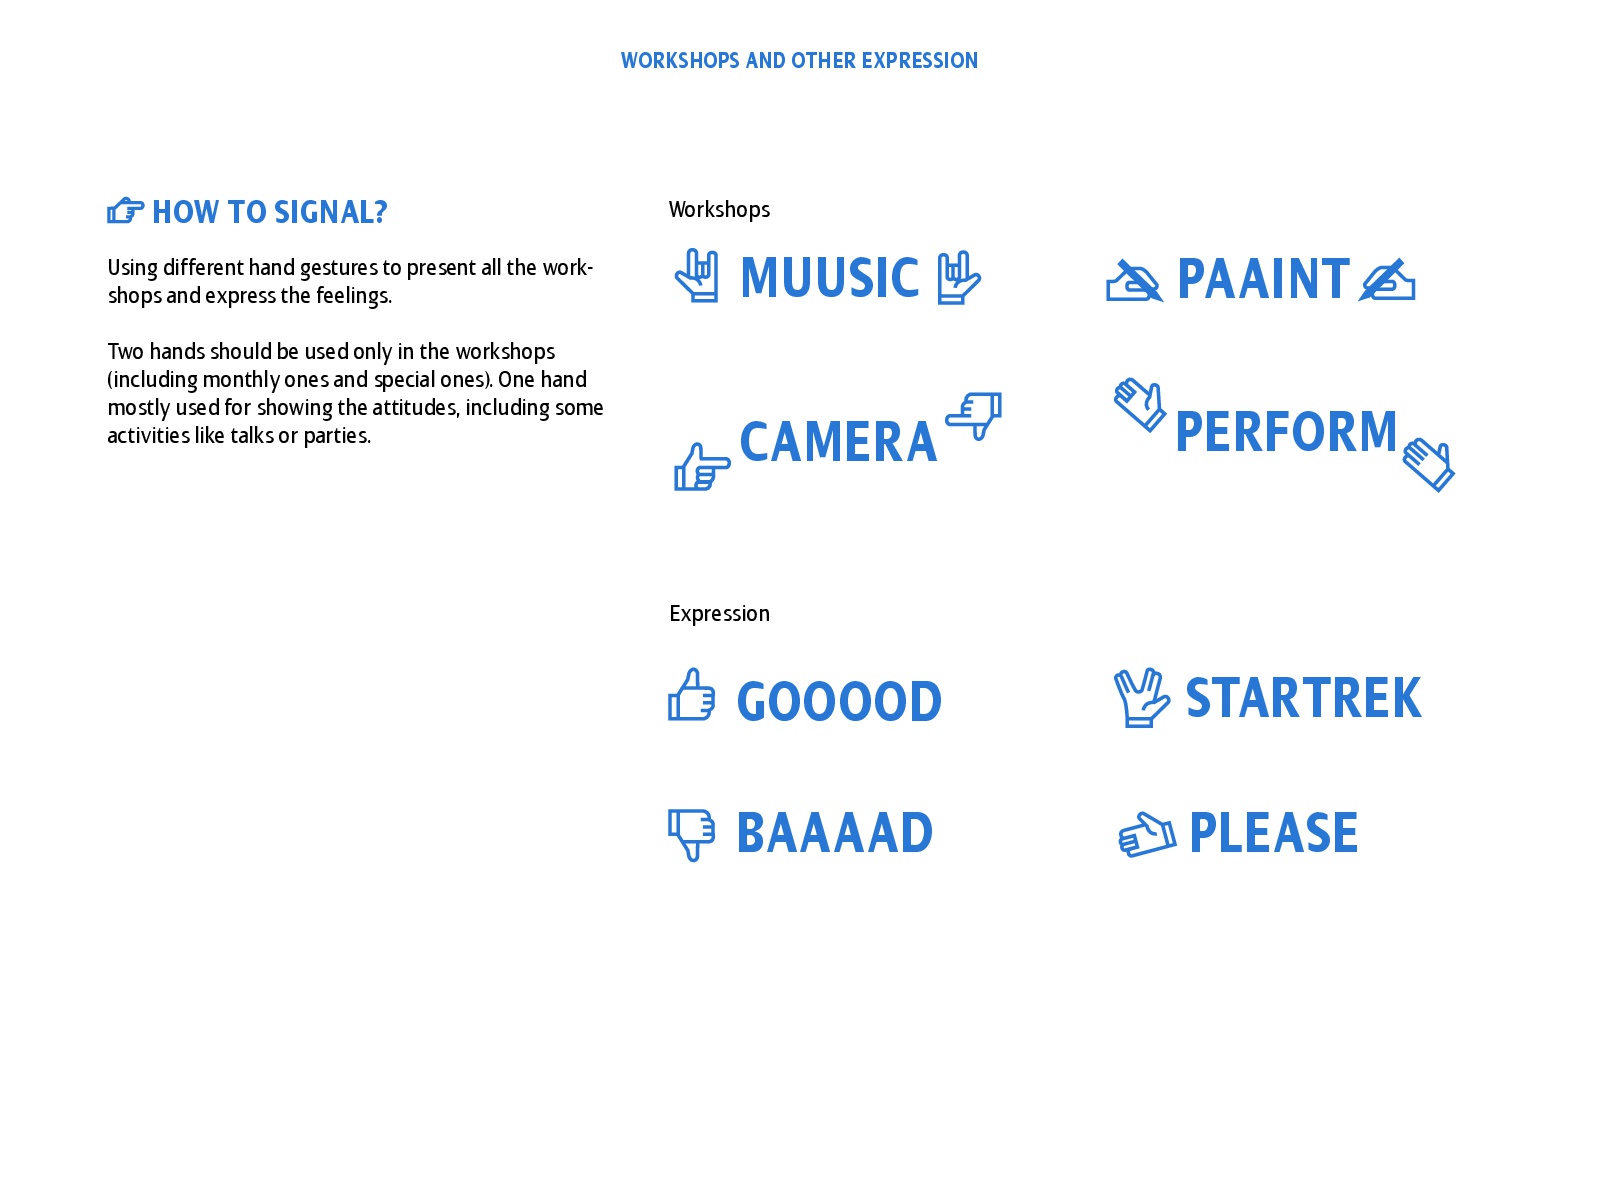 WORKSHOPS AND OTHER EXPRESSION
HOW TO SIGNAL?
Using different hand gestures to present all the work-
shops and express the feelings.
Two hands should be used only in the workshops
(including monthly ones and special ones). One hand
mostly used for showing the attitudes, including some
activities like talks or parties.
Workshops
MUUSIC
PAAINT
CAMERA
PERFORM
Expression
GOOOOD
STARTREK
BAAAAD
PLEASE